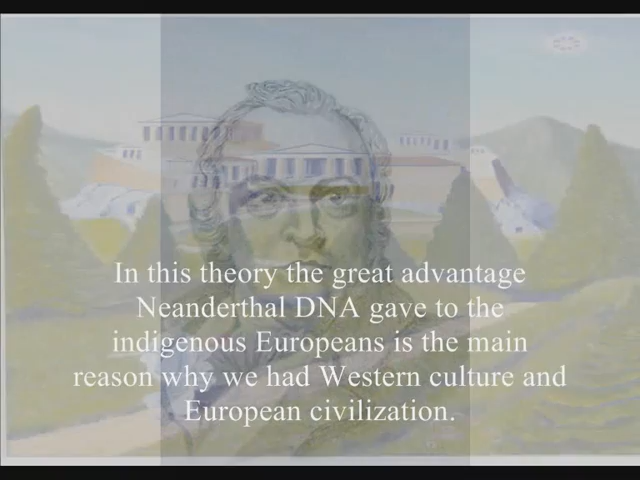 In this theory the great advantage
Neanderthal DNA gave to the
indigenous Europeans is the main
reason why we had Western culture and
European civilization.